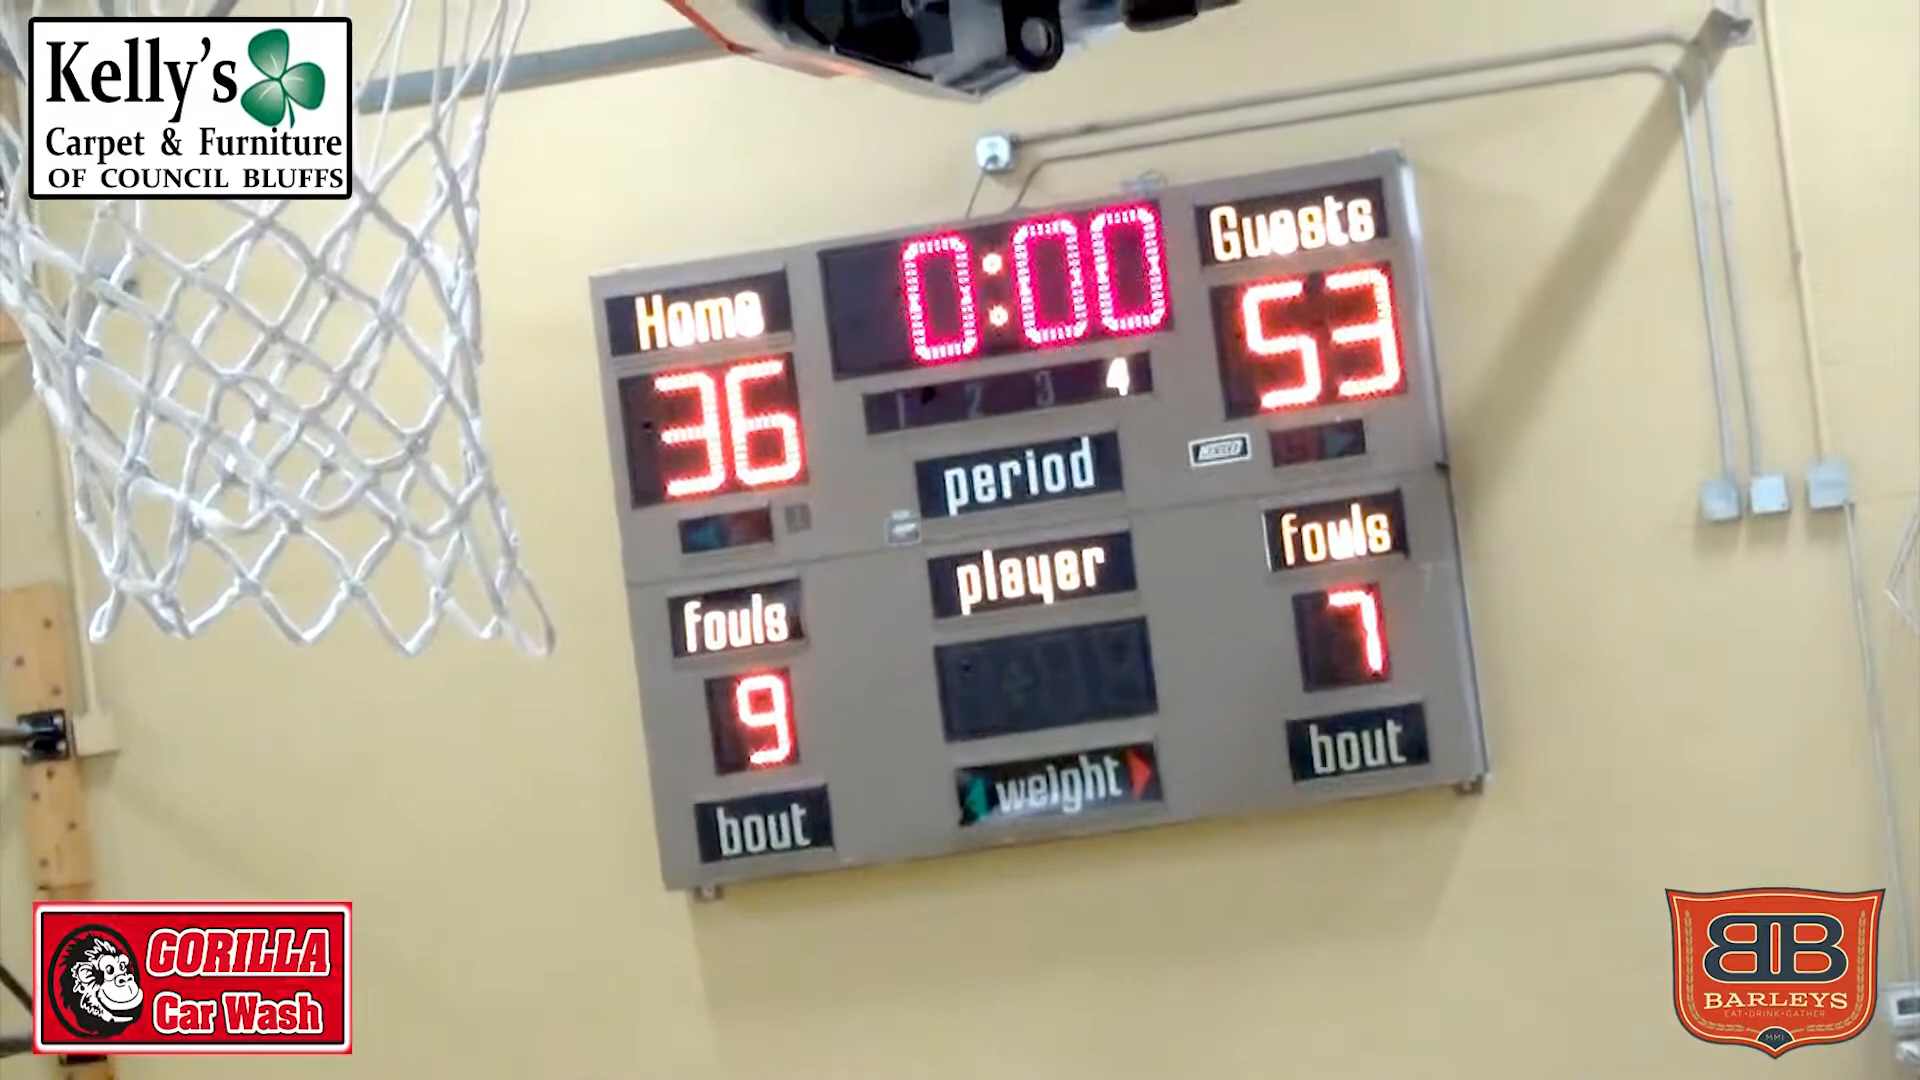 Kelly's
Carpet & Furniture
OF COUNCIL BLUFFS
Home
0:00
Guests
36
1 2 3 4
53
period
fouls
player
fouls
9
7
bout
weight
bout
GORILLA
Car Wash
BB
BARLEYS
EAT·DRINK·GATHER
MMI